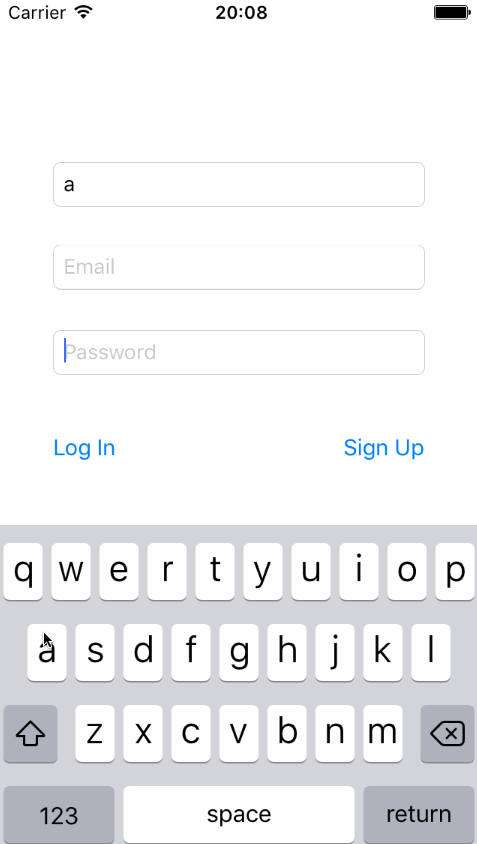 Carrier 20:08
a
Email
Password
Log In Sign Up
q w e r t y u i o p
a s d f g h j k l
z x c v b n m
123 space return